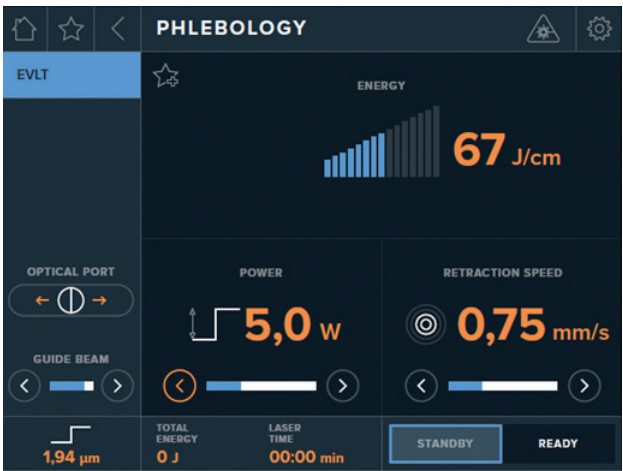 PHLEBOLOGY
EVLT
ENERGY
67 J/cm
OPTICAL PORT
GUIDE BEAM
POWER
5,0 W
RETRACTION SPEED
0,75 mm/s
1,94 μm
TOTAL ENERGY
0 J
LASER TIME
00:00 min
STANDBY
READY